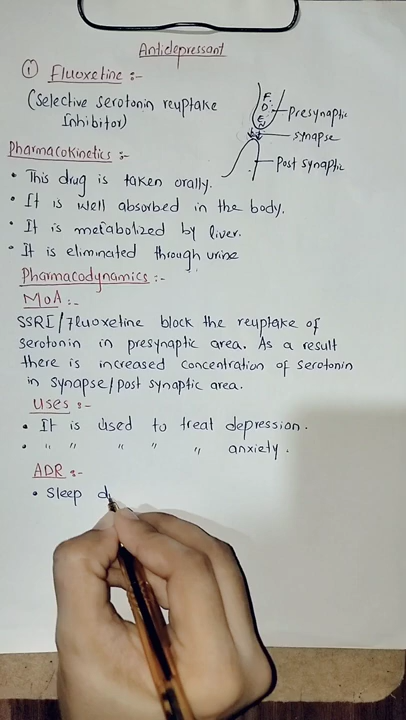 Antidepressant
① Fluoxetine :-
(Selective serotonin reuptake
Inhibitor)
Presynaptic
synapse
Post synaptic
Pharmacokinetics :-
• This drug is taken orally.
• It is well absorbed in the body.
• It is metabolized by liver.
• It is eliminated through urine
Pharmacodynamics :-
MOA :-
SSRI/Fluoxetine block the reuptake of
serotonin in presynaptic area. As a result
there is increased concentration of serotonin
in synapse/post synaptic area.
Uses :-
• It is used to treat depression.
• " " " " " anxiety.
ADR :-
• Sleep d